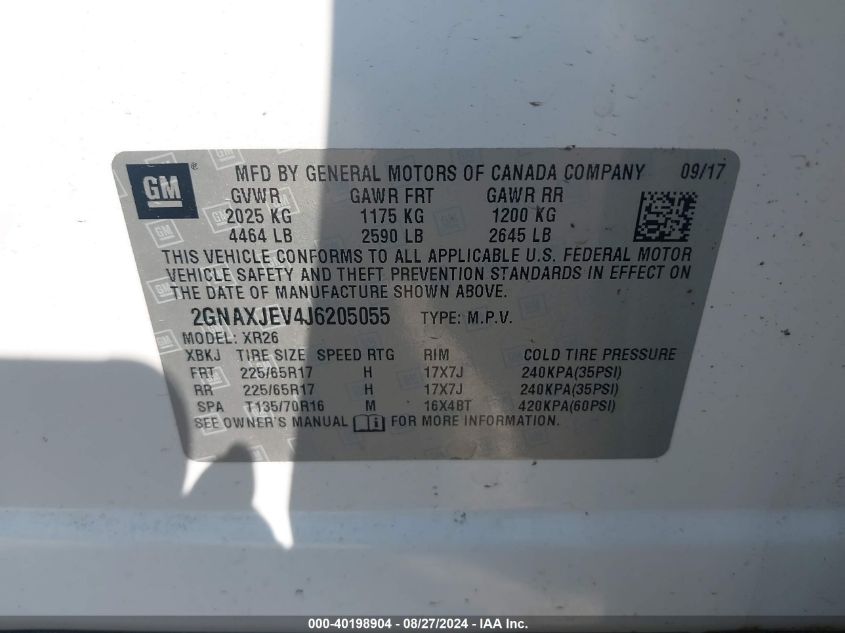 GM ® MFD BY GENERAL MOTORS OF CANADA COMPANY 09/17
GVWR GAWR FRT GAWR RR
2025 KG 1175 KG 1200 KG
4464 LB 2590 LB 2645 LB
THIS VEHICLE CONFORMS TO ALL APPLICABLE U.S. FEDERAL MOTOR
VEHICLE SAFETY AND THEFT PREVENTION STANDARDS IN EFFECT ON
THE DATE OF MANUFACTURE SHOWN ABOVE.
2GNAXJEV4J6205055 TYPE: M.P.V.
MODEL: XR26
XBKJ TIRE SIZE SPEED RTG RIM COLD TIRE PRESSURE
FRT 225/65R17 H 17X7J 240KPA(35PSI)
RR 225/65R17 H 17X7J 240KPA(35PSI)
SPA T135/70R16 M 16X4BT 420KPA(60PSI)
SEE OWNER'S MANUAL FOR MORE INFORMATION.
000-40198904 - 08/27/2024 - IAA Inc.